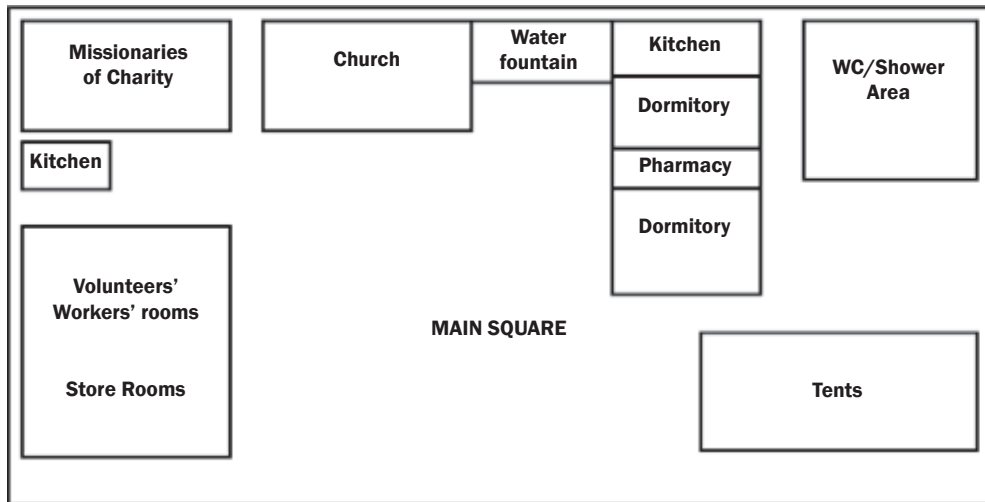 Missionaries
of Charity
Church
Water
fountain
Kitchen
WC/Shower
Area
Dormitory
Kitchen
Pharmacy
Dormitory
Volunteers’
Workers’ rooms
MAIN SQUARE
Store Rooms
Tents